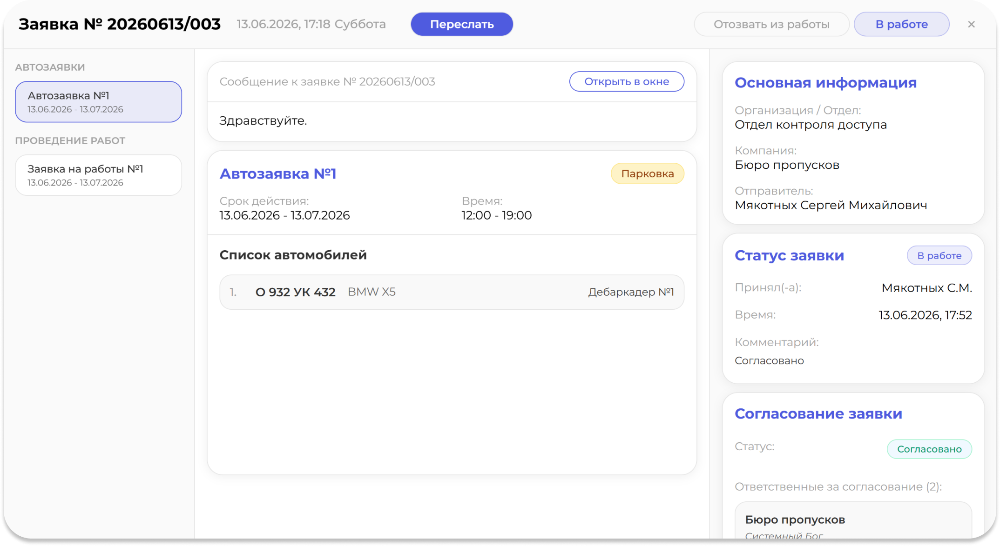 Заявка № 20260613/003
13.06.2026, 17:18 Суббота
Переслать
Отозвать из работы
В работе
×
АВТОЗАЯВКИ
Автозаявка №1
13.06.2026 - 13.07.2026
ПРОВЕДЕНИЕ РАБОТ
Заявка на работы №1
13.06.2026 - 13.07.2026
Сообщение к заявке № 20260613/003
Открыть в окне
Здравствуйте.
Автозаявка №1
Парковка
Срок действия:
13.06.2026 - 13.07.2026
Время:
12:00 - 19:00
Список автомобилей
1. О 932 УК 432 BMW X5 Дебаркадер №1
Основная информация
Организация / Отдел:
Отдел контроля доступа
Компания:
Бюро пропусков
Отправитель:
Мякотных Сергей Михайлович
Статус заявки
В работе
Принял(-а): Мякотных С.М.
Время: 13.06.2026, 17:52
Комментарий:
Согласовано
Согласование заявки
Статус: Согласовано
Ответственные за согласование (2):
Бюро пропусков
Системный Бог